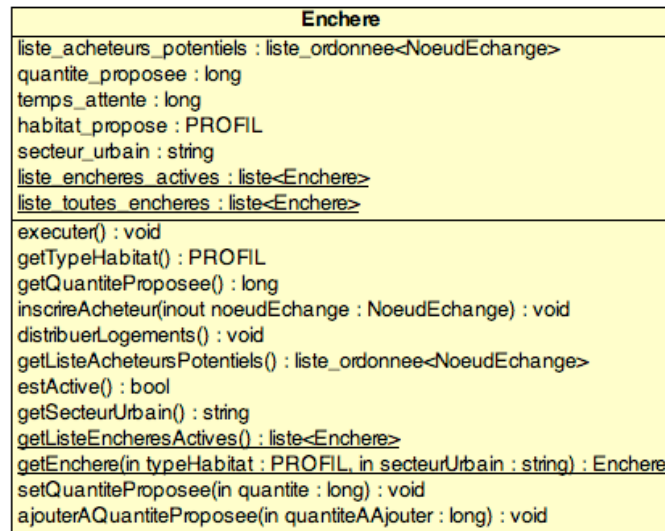 Enchere
liste_acheteurs_potentiels : liste_ordonnee<NoeudEchange>
quantite_proposee : long
temps_attente : long
habitat_propose : PROFIL
secteur_urbain : string
liste_encheres_actives : liste<Enchere>
liste_toutes_encheres : liste<Enchere>
executer() : void
getTypeHabitat() : PROFIL
getQuantiteProposee() : long
inscrireAcheteur(inout noeudEchange : NoeudEchange) : void
distribuerLogements() : void
getListeAcheteursPotentiels() : liste_ordonnee<NoeudEchange>
estActive() : bool
getSecteurUrbain() : string
getListeEncheresActives() : liste<Enchere>
getEnchere(in typeHabitat : PROFIL, in secteurUrbain : string) : Enchere
setQuantiteProposee(in quantite : long) : void
ajouterAQuantiteProposee(in quantiteAAjouter : long) : void